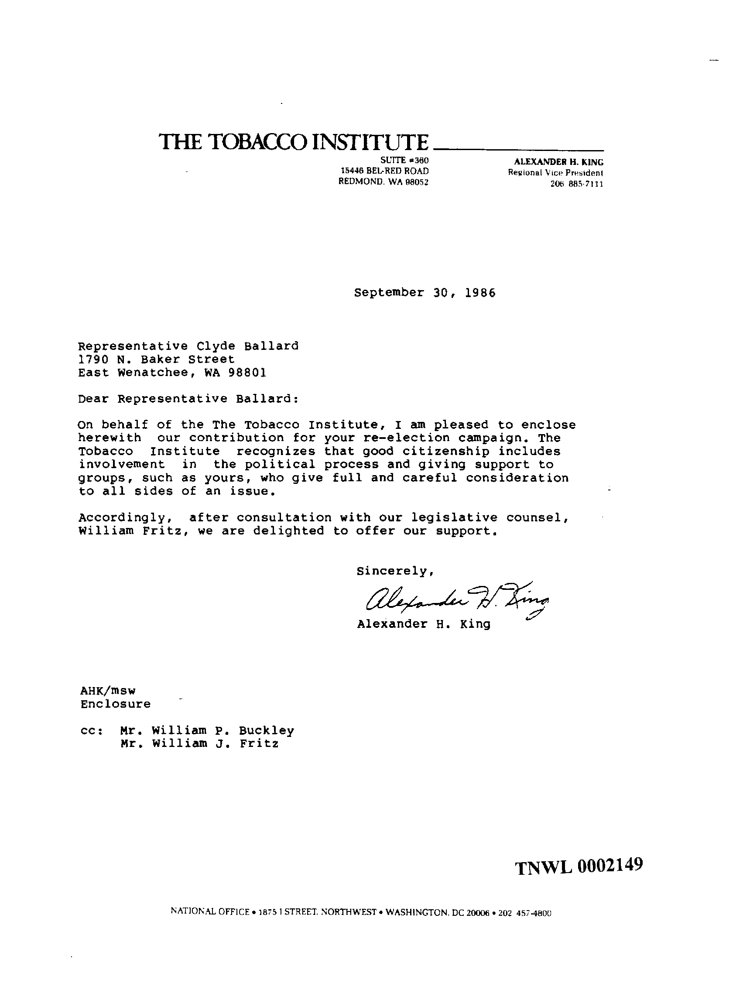 THE TOBACCO INSTITUTE
SUITE #360
15446 BEL-RED ROAD
REDMOND, WA 98052
ALEXANDER H. KING
Regional Vice President
206 885-7111
September 30, 1986
Representative Clyde Ballard
1790 N. Baker Street
East Wenatchee, WA 98801
Dear Representative Ballard:
On behalf of the The Tobacco Institute, I am pleased to enclose
herewith our contribution for your re-election campaign. The
Tobacco Institute recognizes that good citizenship includes
involvement in the political process and giving support to
groups, such as yours, who give full and careful consideration
to all sides of an issue.
Accordingly, after consultation with our legislative counsel,
William Fritz, we are delighted to offer our support.
Sincerely,
Alexander H. King
Alexander H. King
AHK/msw
Enclosure
cc: Mr. William P. Buckley
Mr. William J. Fritz
TNWL 0002149
NATIONAL OFFICE • 1875 I STREET, NORTHWEST • WASHINGTON, DC 20006 • 202 457-4800